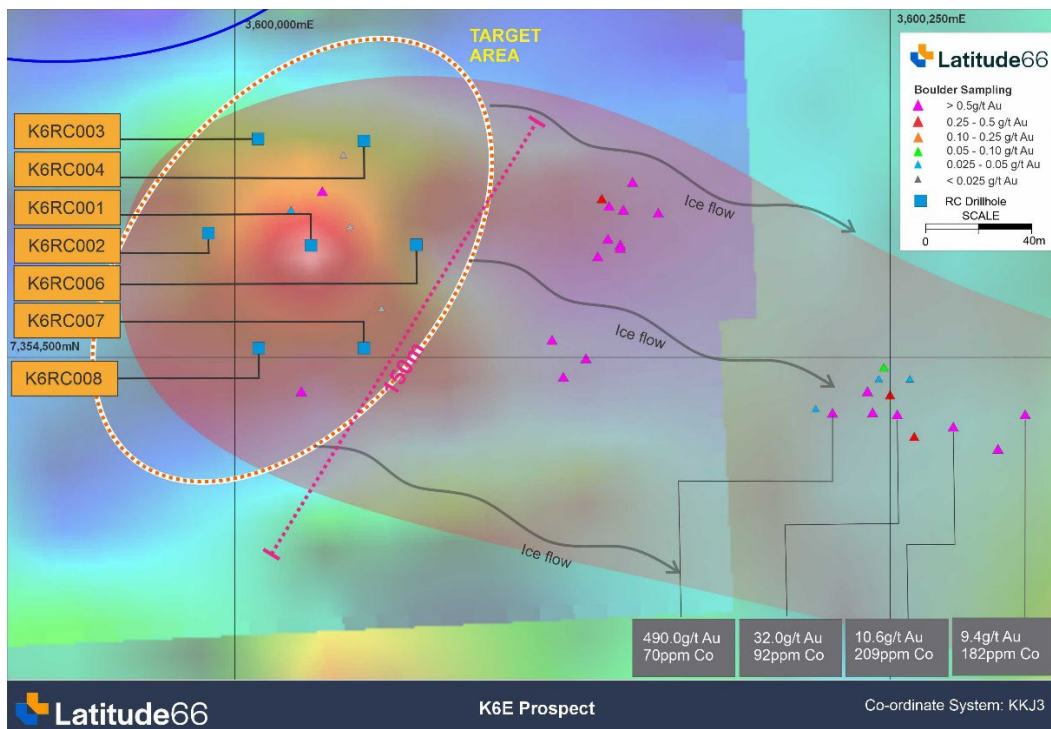 3,600,000mE
3,600,250mE
TARGET
AREA
Latitude66
Boulder Sampling
> 0.5g/t Au
0.25 - 0.5 g/t Au
0.10 - 0.25 g/t Au
0.05 - 0.10 g/t Au
0.025 - 0.05 g/t Au
< 0.025 g/t Au
RC Drillhole
SCALE
0
40m
K6RC003
K6RC004
K6RC001
K6RC002
K6RC006
K6RC007
K6RC008
7,354,500mN
150m
Ice flow
Ice flow
Ice flow
490.0g/t Au
70ppm Co
32.0g/t Au
92ppm Co
10.6g/t Au
209ppm Co
9.4g/t Au
182ppm Co
Latitude66
K6E Prospect
Co-ordinate System: KKJ3